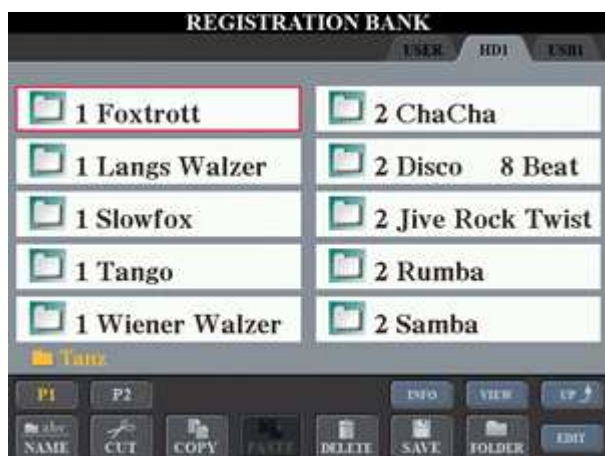 REGISTRATION BANK
USER HD1 USB1
1 Foxtrott
2 ChaCha
1 Langs Walzer
2 Disco 8 Beat
1 Slowfox
2 Jive Rock Twist
1 Tango
2 Rumba
1 Wiener Walzer
2 Samba
Tanz
P1 P2 INFO VIEW UP
abc
NAME CUT COPY PASTE DELETE SAVE FOLDER EDIT